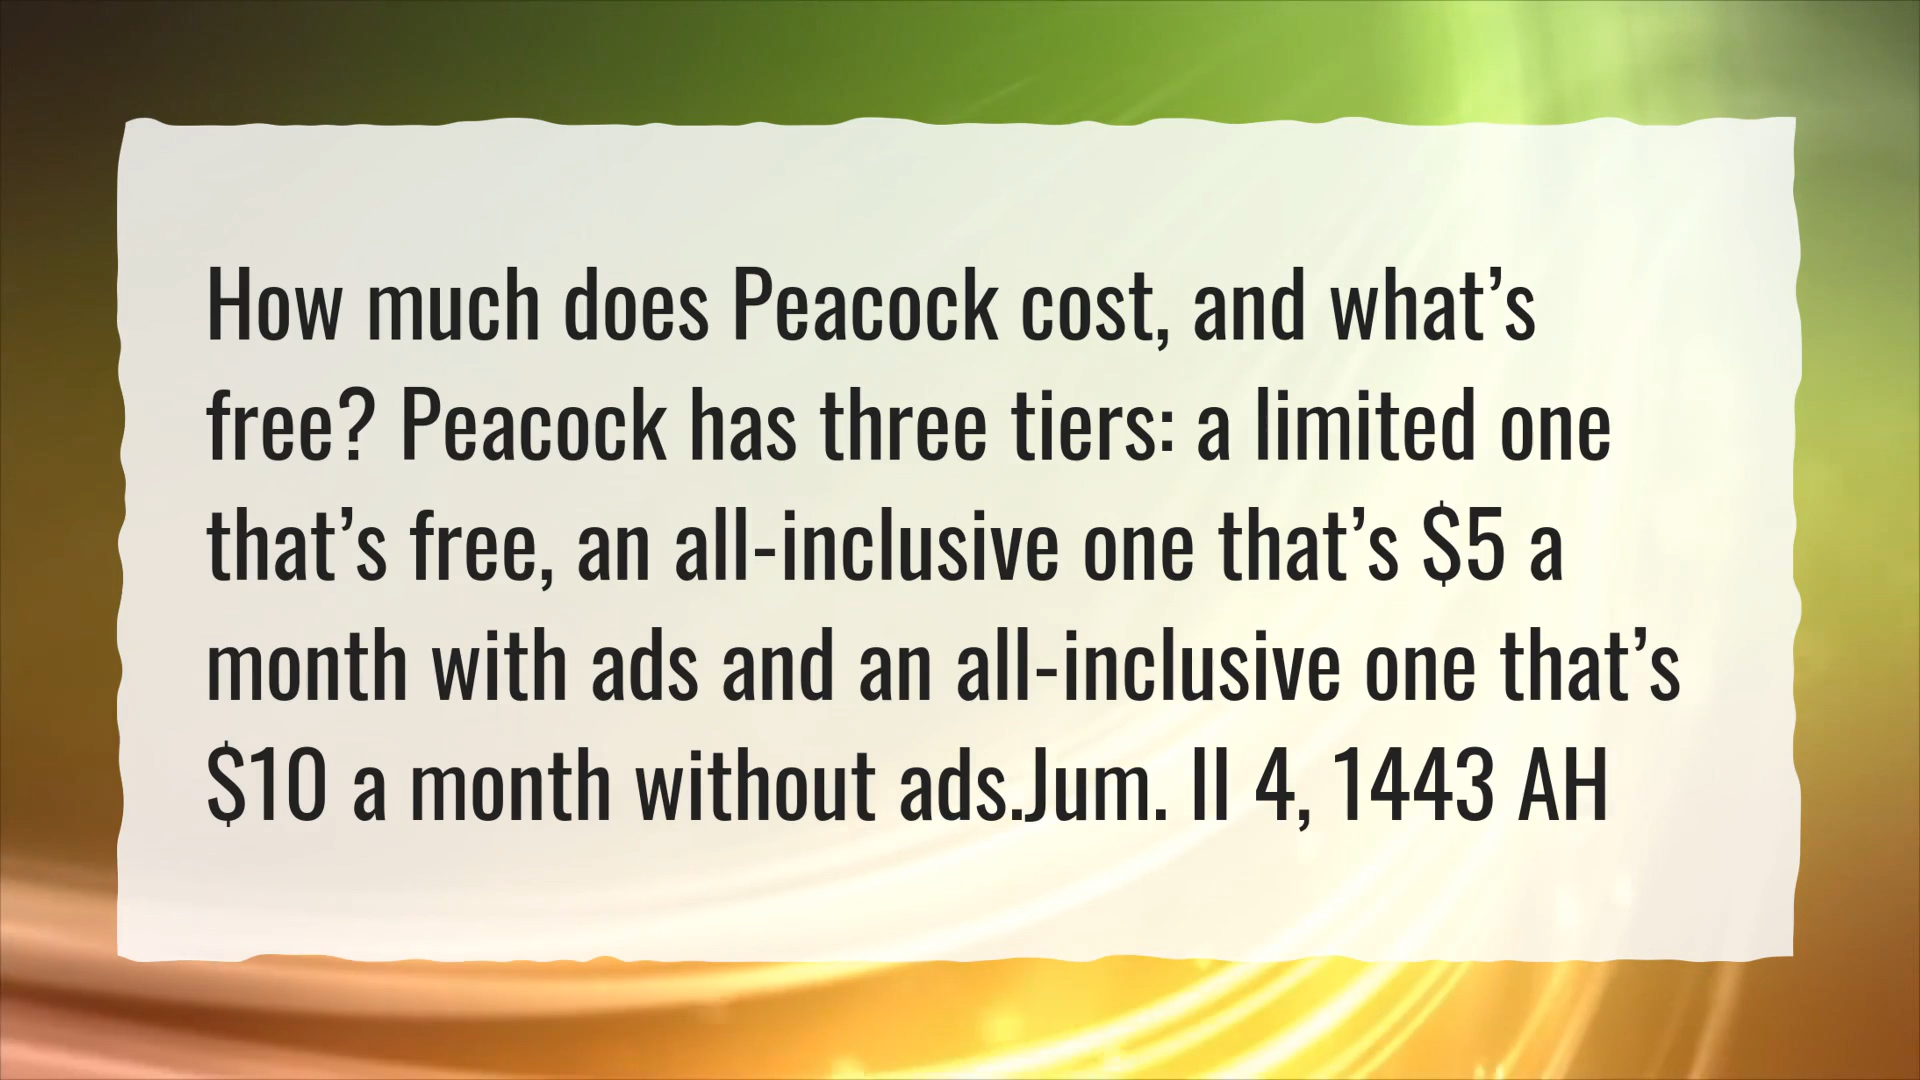 How much does Peacock cost, and what’s
free? Peacock has three tiers: a limited one
that’s free, an all-inclusive one that’s $5 a
month with ads and an all-inclusive one that’s
$10 a month without ads.Jum. II 4, 1443 AH